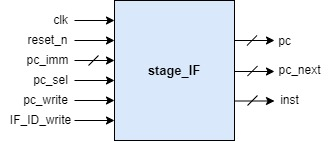 clk
reset_n
pc_imm
pc_sel
pc_write
IF_ID_write
stage_IF
pc
pc_next
inst